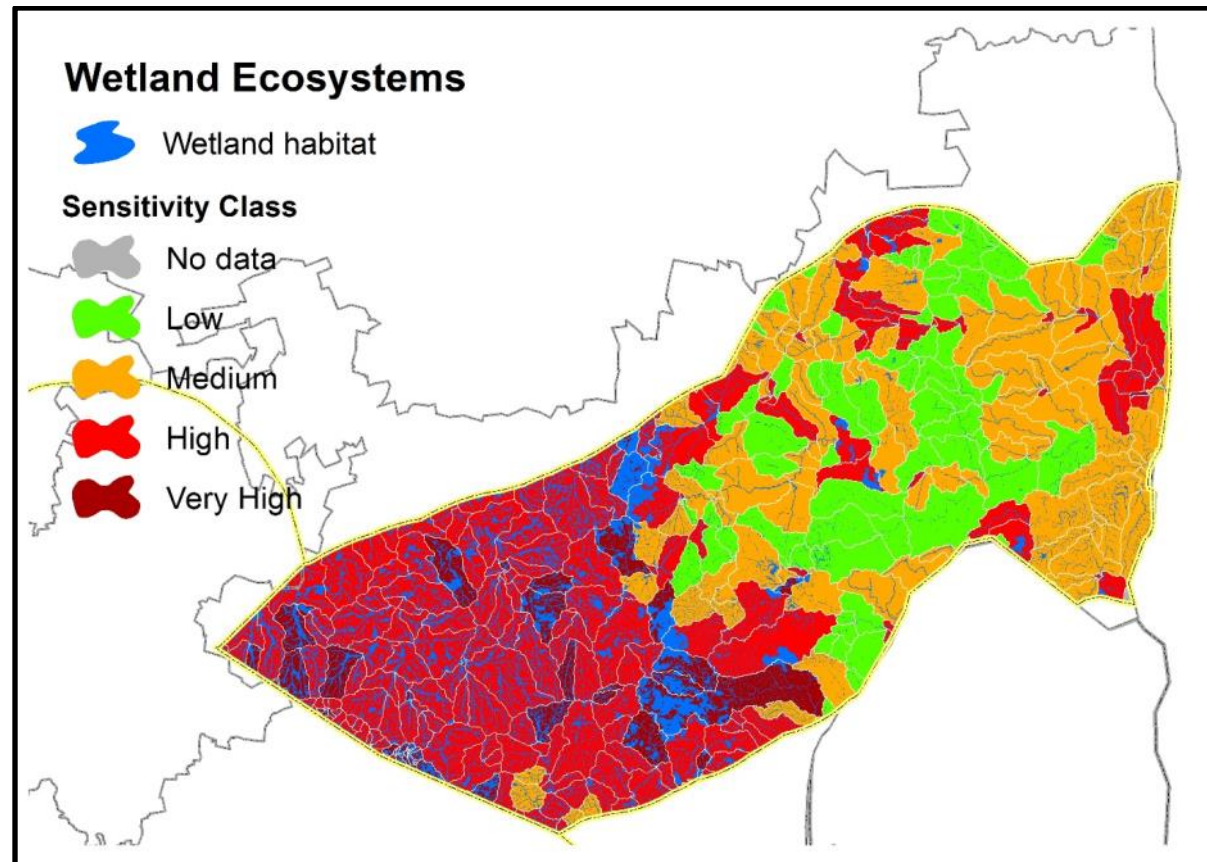 Wetland Ecosystems
Wetland habitat
Sensitivity Class
No data
Low
Medium
High
Very High